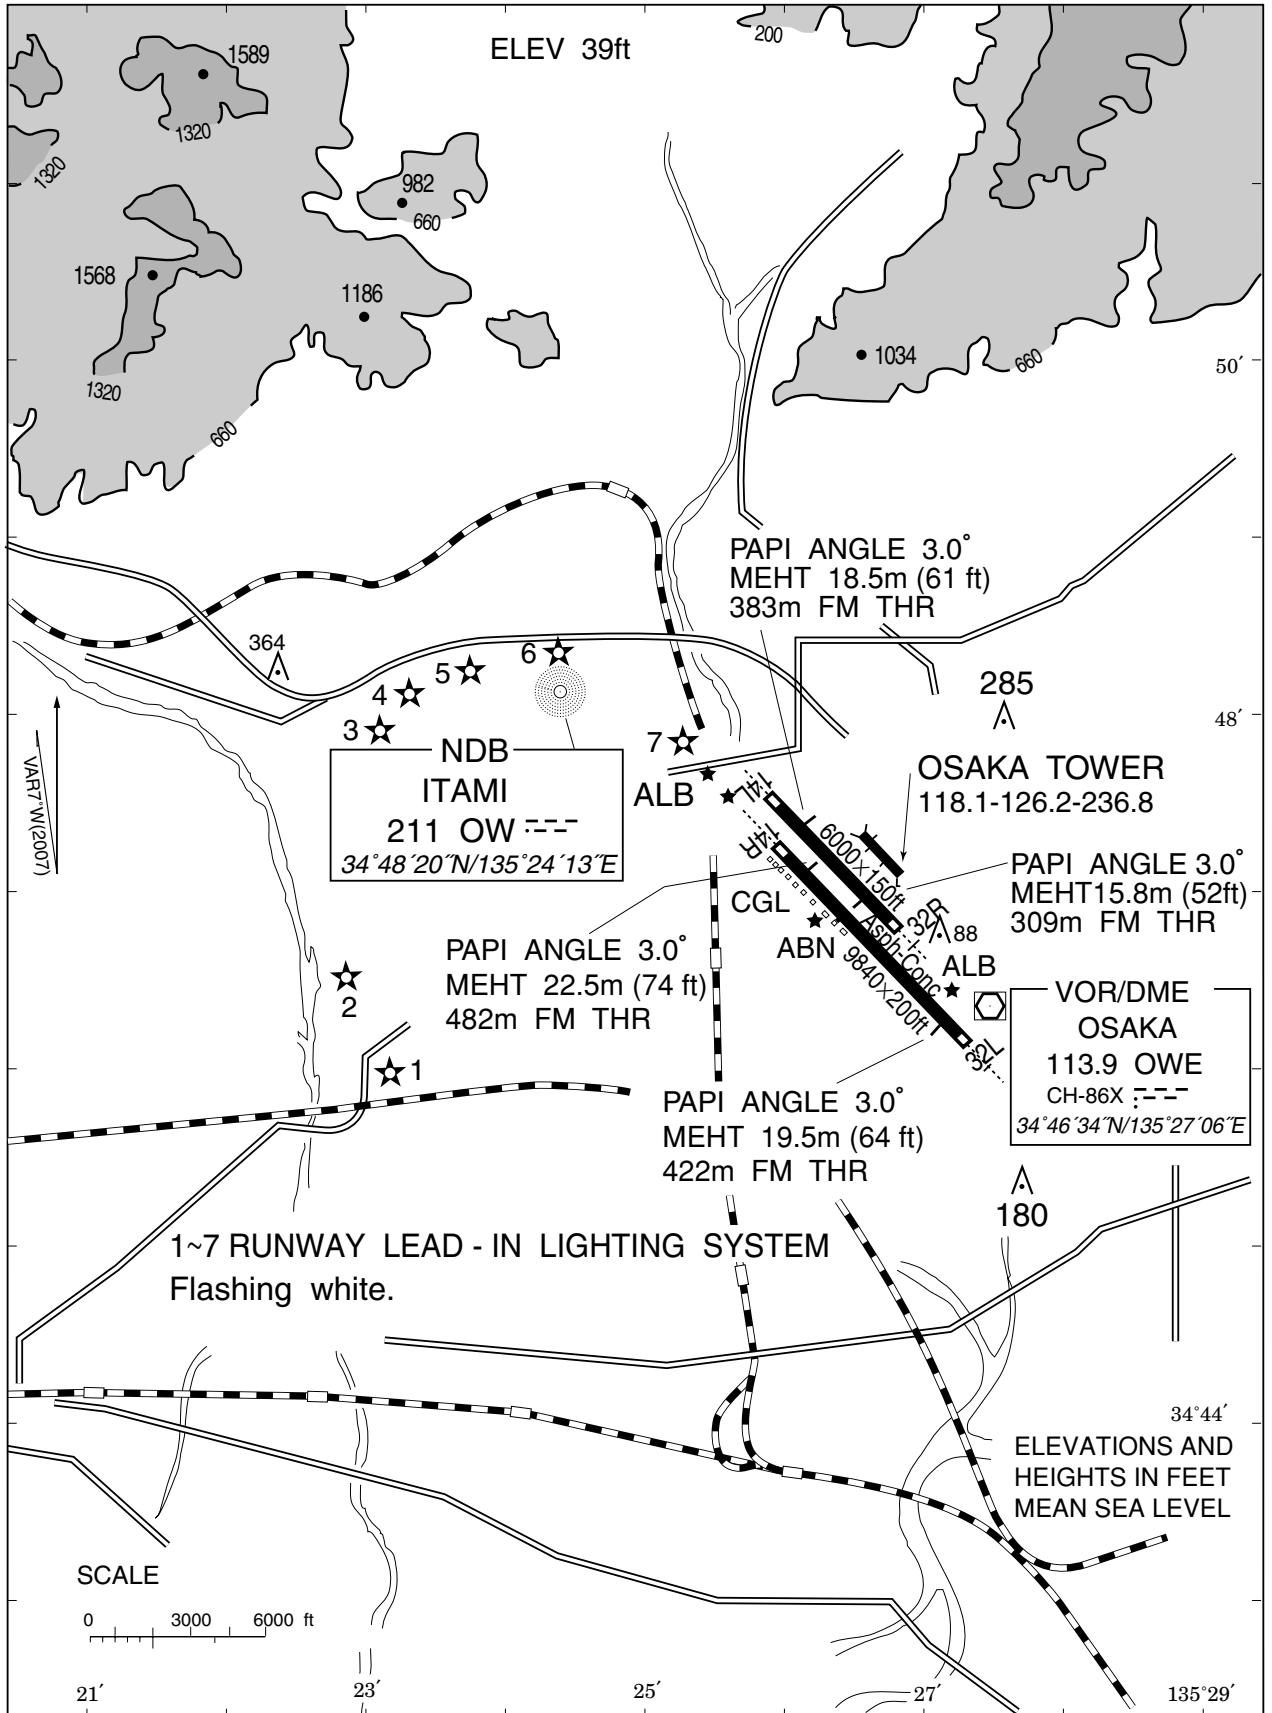 ELEV 39ft
200
1589
1320
1320
982
660
1568
1186
1034
1320
660
660
50′
PAPI ANGLE 3.0°
MEHT 18.5m (61 ft)
383m FM THR
364
6
5
4
3
7
285
48′
VAR7°W(2007)
NDB
ITAMI
211 OW
34°48′20″N/135°24′13″E
ALB
OSAKA TOWER
118.1-126.2-236.8
14L
14R
6000×150ft
PAPI ANGLE 3.0°
MEHT15.8m (52ft)
309m FM THR
CGL
ABN
32R
88
Asph-Conc
9840×200ft
ALB
PAPI ANGLE 3.0°
MEHT 22.5m (74 ft)
482m FM THR
2
1
32L
VOR/DME
OSAKA
113.9 OWE
CH-86X
34°46′34″N/135°27′06″E
PAPI ANGLE 3.0°
MEHT 19.5m (64 ft)
422m FM THR
180
1~7 RUNWAY LEAD - IN LIGHTING SYSTEM
Flashing white.
34°44′
ELEVATIONS AND
HEIGHTS IN FEET
MEAN SEA LEVEL
SCALE
0 3000 6000 ft
21′ 23′ 25′ 27′ 135°29′